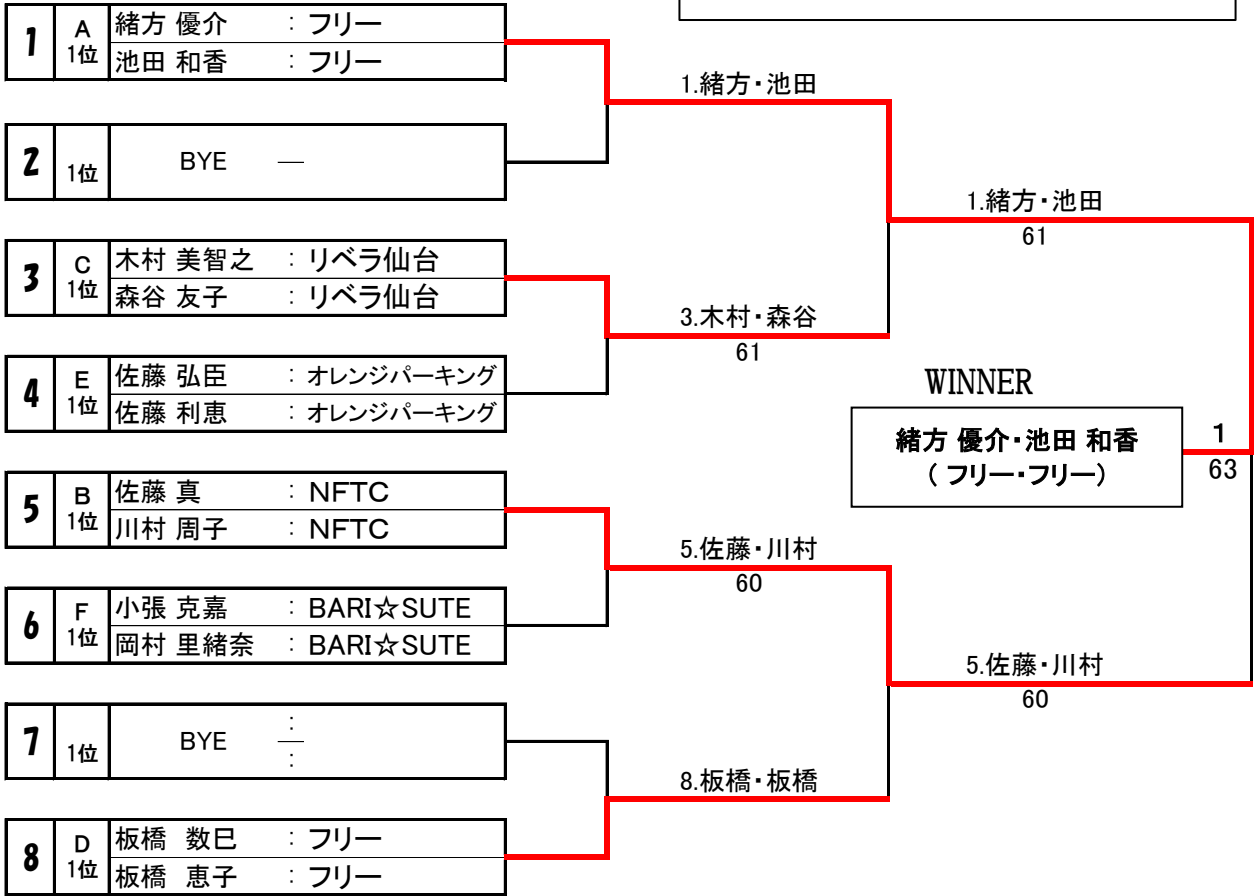 1 A 1位 緒方 優介 : フリー
池田 和香 : フリー
1.緒方・池田
2 1位 BYE ―
1.緒方・池田
61
3 C 1位 木村 美智之 : リベラ仙台
森谷 友子 : リベラ仙台
3.木村・森谷
61
4 E 1位 佐藤 弘臣 : オレンジパーキング
佐藤 利恵 : オレンジパーキング
WINNER
緒方 優介・池田 和香
( フリー・フリー)
1
63
5 B 1位 佐藤 真 : NFTC
川村 周子 : NFTC
5.佐藤・川村
60
6 F 1位 小張 克嘉 : BARI☆SUTE
岡村 里緒奈 : BARI☆SUTE
5.佐藤・川村
60
7 1位 BYE : ― :
8.板橋・板橋
8 D 1位 板橋 数巳 : フリー
板橋 恵子 : フリー